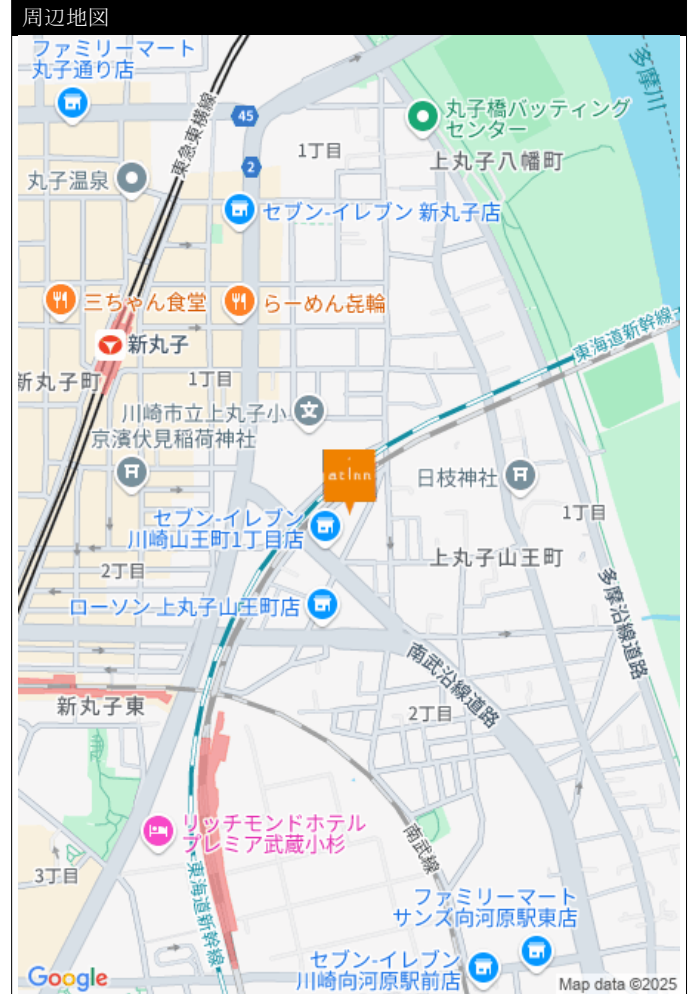 周辺地図
ファミリーマート
丸子通り店
多摩川
東急東横線
45
丸子橋バッティング
センター
1丁目
上丸子八幡町
2
丸子温泉
セブン-イレブン 新丸子店
三ちゃん食堂
らーめん㐂輪
東海道新幹線
新丸子
新丸子町
1丁目
川崎市立上丸子小
文
京濱伏見稲荷神社
at Inn
日枝神社
1丁目
セブン-イレブン
川崎山王町1丁目店
上丸子山王町
2丁目
多摩沿線道路
ローソン 上丸子山王町店
南武沿線道路
新丸子東
2丁目
リッチモンドホテル
プレミア武蔵小杉
南武線
東海道新幹線
3丁目
ファミリーマート
サンズ向河原駅東店
セブン-イレブン
川崎向河原駅前店
Google
Map data ©2025